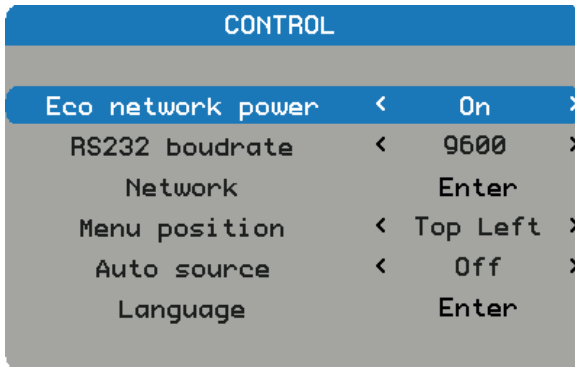 CONTROL
Eco network power < On >
RS232 boudrate < 9600 >
Network Enter
Menu position < Top Left >
Auto source < Off >
Language Enter